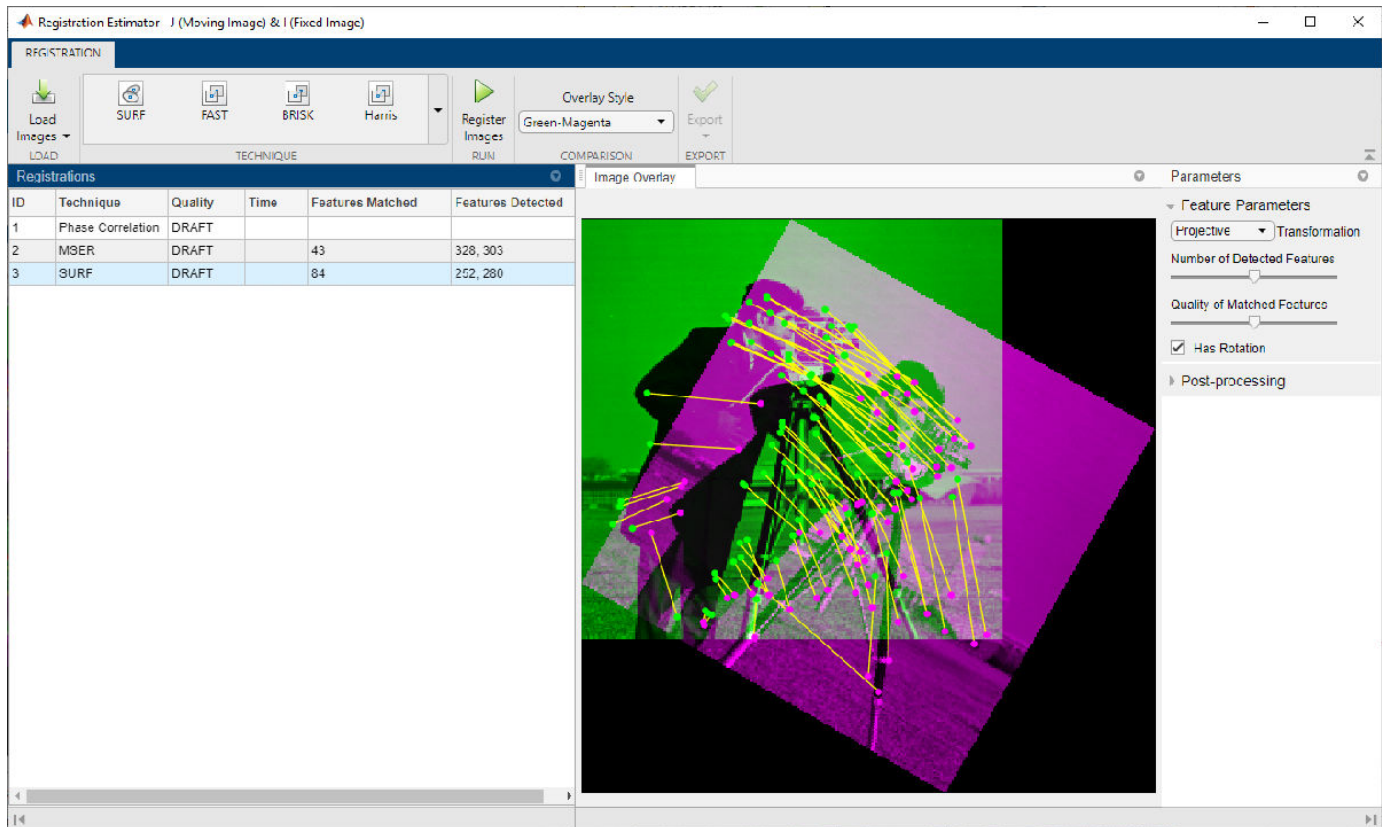 Registration Estimator - J (Moving Image) & I (Fixed Image)
REGISTRATION
Load Images
SURF
FAST
BRISK
Harris
Register Images
Overlay Style
Green-Magenta
Export
LOAD
TECHNIQUE
RUN
COMPARISON
EXPORT
Registrations
ID Technique Quality Time Features Matched Features Detected
1 Phase Correlation DRAFT
2 MSER DRAFT 43 328, 303
3 SURF DRAFT 84 252, 280
Image Overlay
Parameters
Feature Parameters
Projective Transformation
Number of Detected Features
Quality of Matched Features
Has Rotation
Post-processing